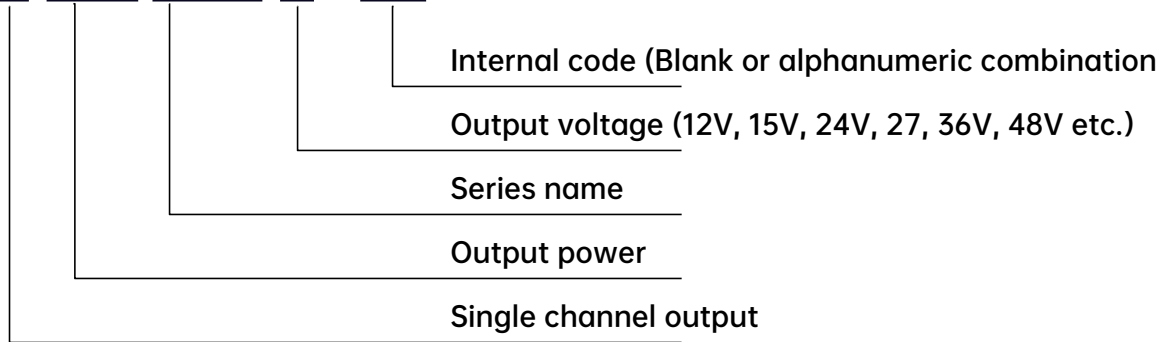 Internal code (Blank or alphanumeric combination
Output voltage (12V, 15V, 24V, 27, 36V, 48V etc.)
Series name
Output power
Single channel output